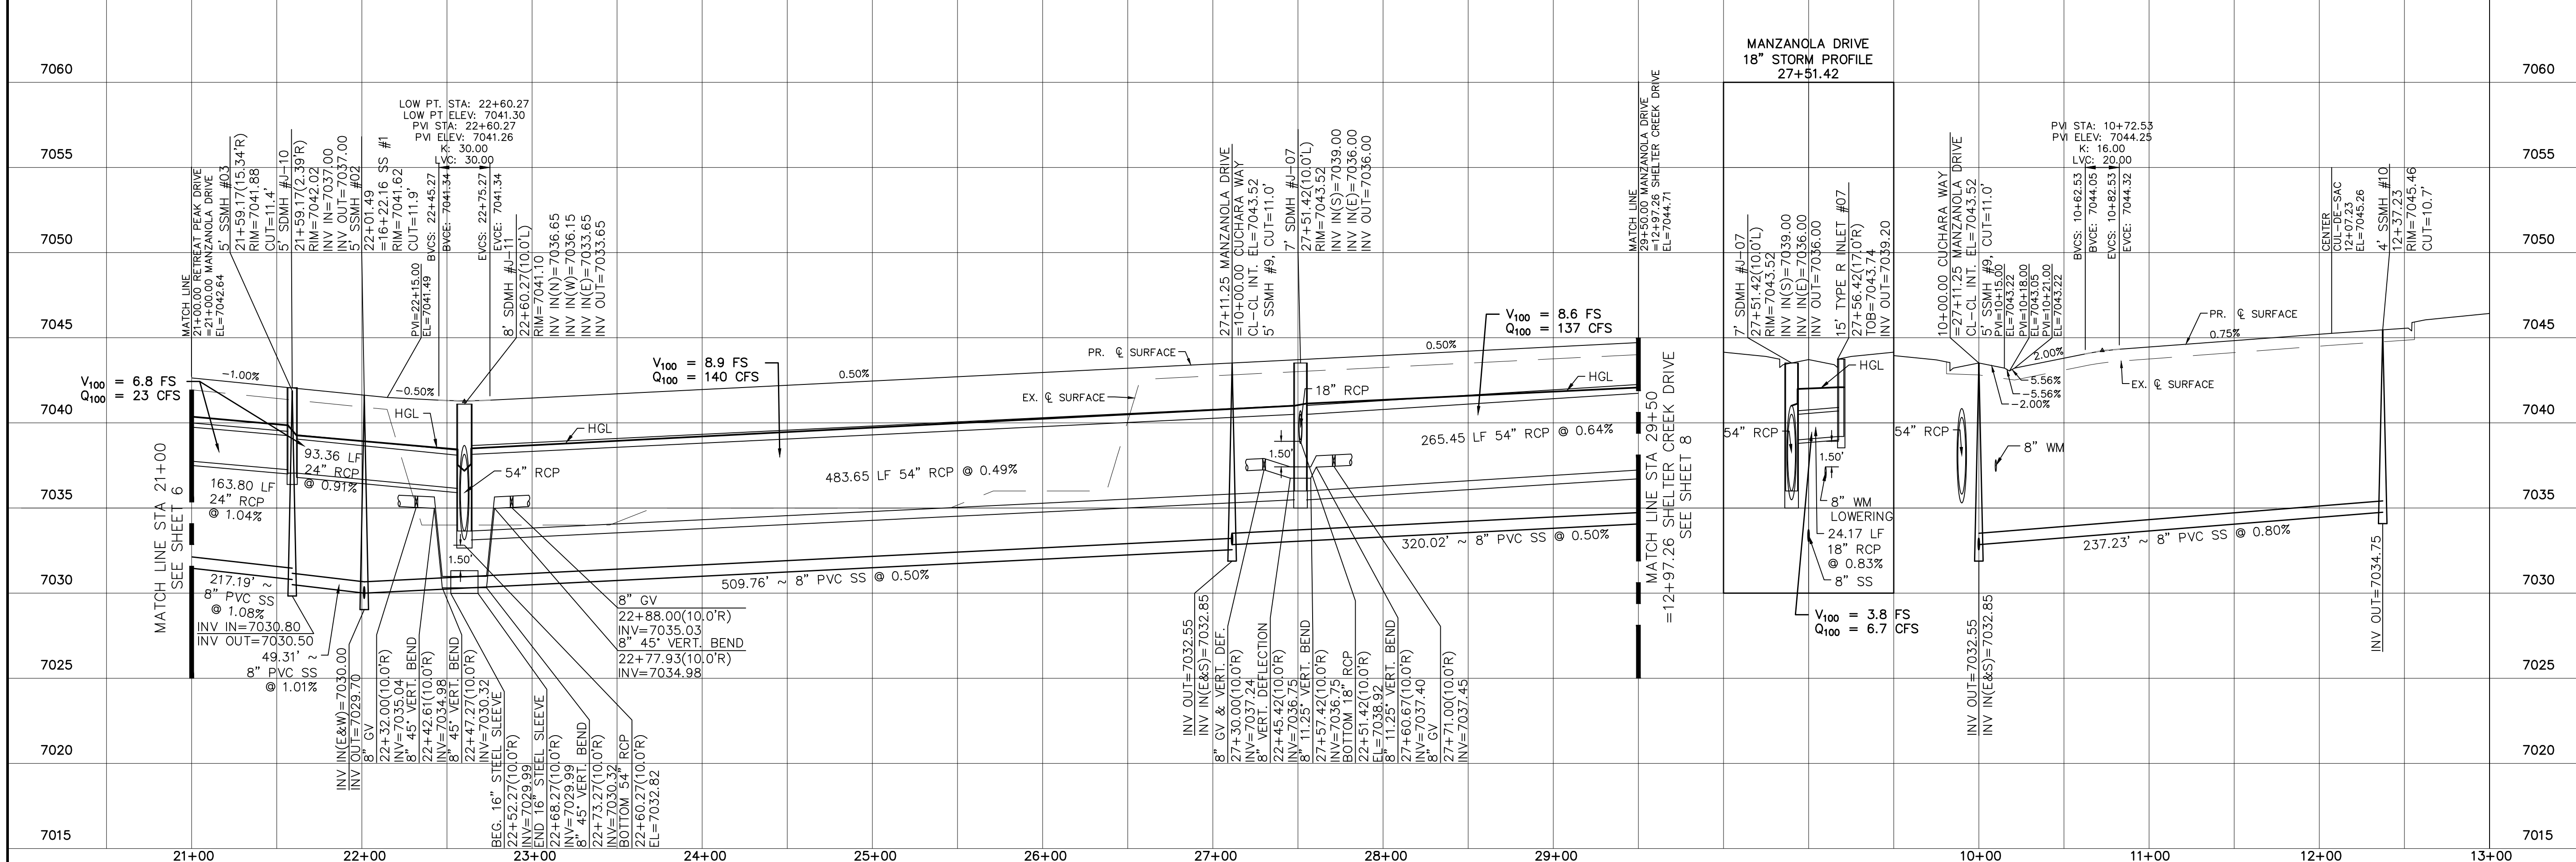 7060
7055
7050
7045
7040
7035
7030
7025
7020
7015
MATCH LINE
21+00.00 RETREAT PEAK DRIVE
=21+00.00 MANZANOLA DRIVE
EL=7042.64
5' SSMH #03
21+59.17(15.34'R)
RIM=7041.88
CUT=11.4'
5' SDMH #J-10
21+59.17(2.39'R)
RIM=7042.02
INV IN=7037.00
INV OUT=7037.00
5' SSMH #02
22+01.49
=16+22.16 SS #1
RIM=7041.62
CUT=11.9'
LOW PT. STA: 22+60.27
LOW PT ELEV: 7041.30
PVI STA: 22+60.27
PVI ELEV: 7041.26
K: 30.00
LVC: 30.00
PVI=22+15.00
EL=7041.49
BVCS: 22+45.27
BVCE: 7041.34
EVCS: 22+75.27
EVCE: 7041.34
8' SDMH #J-11
22+60.27(10.0'L)
RIM=7041.10
INV IN(N)=7036.65
INV IN(W)=7036.15
INV IN(E)=7033.65
INV OUT=7033.65
V100 = 6.8 FS
Q100 = 23 CFS
-1.00%
-0.50%
HGL
HGL
V100 = 8.9 FS
Q100 = 140 CFS
0.50%
93.36 LF
24" RCP
@ 0.91%
163.80 LF
24" RCP
@ 1.04%
54" RCP
483.65 LF 54" RCP @ 0.49%
MATCH LINE STA 21+00
SEE SHEET 6
217.19' ~
8" PVC SS
@ 1.08%
INV IN=7030.80
INV OUT=7030.50
49.31' ~
8" PVC SS
@ 1.01%
1.50'
509.76' ~ 8" PVC SS @ 0.50%
INV IN(E&W)=7030.00
INV OUT=7029.70
8" GV
22+32.00(10.0'R)
INV=7035.04
8" 45° VERT. BEND
22+42.61(10.0'R)
INV=7034.98
8" 45° VERT. BEND
22+47.27(10.0'R)
INV=7030.32
BEG. 16" STEEL SLEEVE
22+52.27(10.0'R)
INV=7029.99
END 16" STEEL SLEEVE
22+68.27(10.0'R)
INV=7029.99
8" 45° VERT. BEND
22+73.27(10.0'R)
INV=7030.32
BOTTOM 54" RCP
22+60.27(10.0'R)
EL=7032.82
8" GV
22+88.00(10.0'R)
INV=7035.03
8" 45° VERT. BEND
22+77.93(10.0'R)
INV=7034.98
27+11.25 MANZANOLA DRIVE
=10+00.00 CUCHARA WAY
CL-CL INT. EL=7043.52
5' SSMH #9, CUT=11.0'
7' SDMH #J-07
27+51.42(10.0'L)
RIM=7043.52
INV IN(S)=7039.00
INV IN(E)=7036.00
INV OUT=7036.00
PR. ℄ SURFACE
EX. ℄ SURFACE
V100 = 8.6 FS
Q100 = 137 CFS
0.50%
HGL
18" RCP
1.50'
265.45 LF 54" RCP @ 0.64%
320.02' ~ 8" PVC SS @ 0.50%
INV OUT=7032.55
INV IN(E&S)=7032.85
8" GV & VERT. DEF.
27+30.00(10.0'R)
INV=7037.24
8" VERT. DEFLECTION
22+45.42(10.0'R)
INV=7036.75
8" 11.25° VERT. BEND
27+57.42(10.0'R)
INV=7036.75
BOTTOM 18" RCP
22+51.42(10.0'R)
EL=7038.92
8" 11.25° VERT. BEND
27+60.67(10.0'R)
INV=7037.40
8" GV
27+71.00(10.0'R)
INV=7037.45
MATCH LINE
29+50.00 MANZANOLA DRIVE
=12+97.26 SHELTER CREEK DRIVE
EL=7044.71
MATCH LINE STA 29+50
=12+97.26 SHELTER CREEK DRIVE
SEE SHEET 8
MANZANOLA DRIVE
18" STORM PROFILE
27+51.42
7' SDMH #J-07
27+51.42(10.0'L)
RIM=7043.52
INV IN(S)=7039.00
INV IN(E)=7036.00
INV OUT=7036.00
15' TYPE R INLET #07
27+56.42(17.0'R)
TOB=7043.74
INV OUT=7039.20
HGL
54" RCP
1.50'
8" WM
LOWERING
24.17 LF
18" RCP
@ 0.83%
8" SS
V100 = 3.8 FS
Q100 = 6.7 CFS
10+00.00 CUCHARA WAY
=27+11.25 MANZANOLA DRIVE
CL-CL INT. EL=7043.52
5' SSMH #9, CUT=11.0'
PVI=10+15.00
EL=7043.22
PVI=10+18.00
EL=7043.05
PVI=10+21.00
EL=7043.22
PVI STA: 10+72.53
PVI ELEV: 7044.25
K: 16.00
LVC: 20.00
BVCS: 10+62.53
BVCE: 7044.05
EVCS: 10+82.53
EVCE: 7044.32
CENTER
CUL-DE-SAC
12+07.23
EL=7045.26
4' SSMH #10
12+37.23
RIM=7045.46
CUT=10.7'
PR. ℄ SURFACE
0.75%
2.00%
-5.56%
-5.56%
-2.00%
EX. ℄ SURFACE
54" RCP
8" WM
237.23' ~ 8" PVC SS @ 0.80%
INV OUT=7032.55
INV IN(E&S)=7032.85
INV OUT=7034.75
7060
7055
7050
7045
7040
7035
7030
7025
7020
7015
21+00
22+00
23+00
24+00
25+00
26+00
27+00
28+00
29+00
10+00
11+00
12+00
13+00